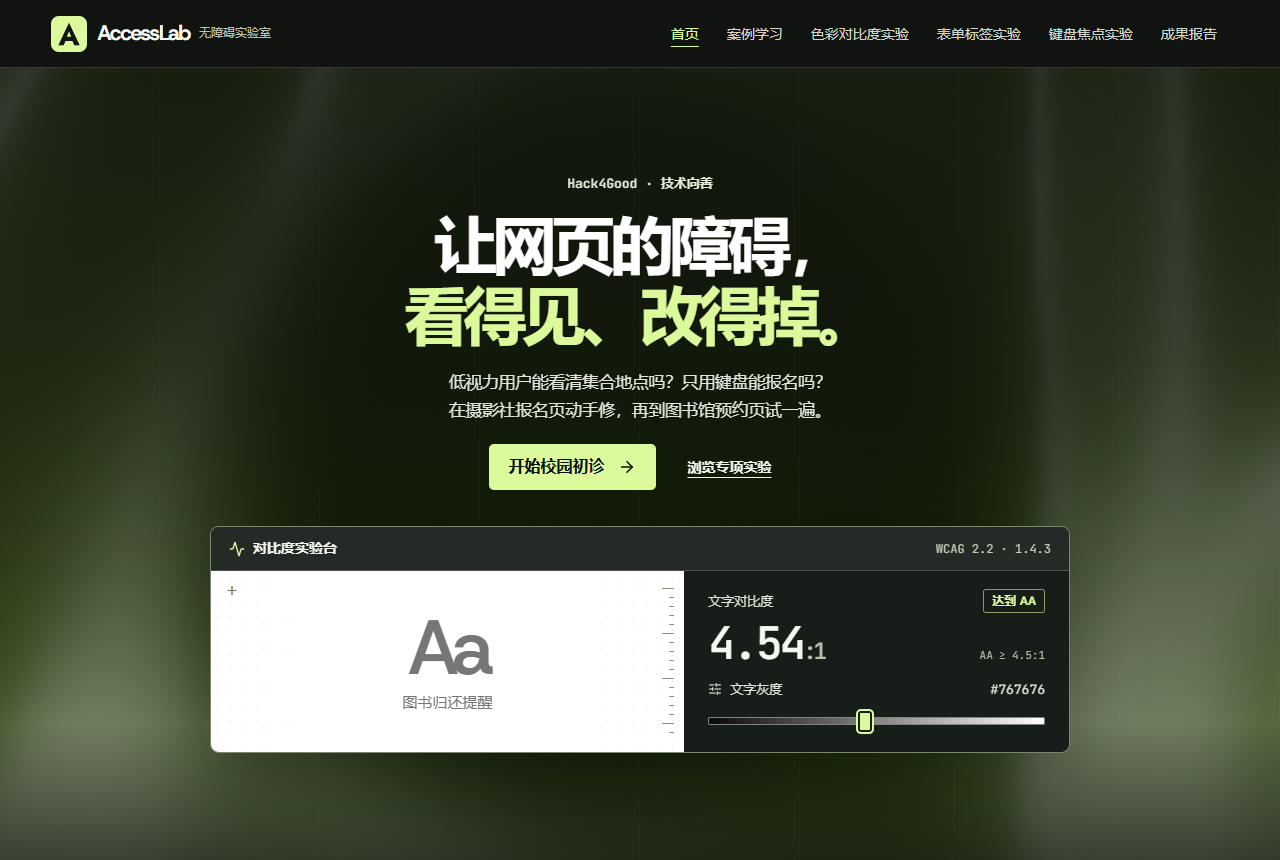 A AccessLab 无障碍实验室
首页 案例学习 色彩对比度实验 表单标签实验 键盘焦点实验 成果报告
Hack4Good · 技术向善
让网页的障碍，
看得见、改得掉。
低视力用户能看清集合地点吗？只用键盘能报名吗？
在摄影社报名页动手修，再到图书馆预约页试一遍。
开始校园初诊 → 浏览专项实验
对比度实验台 WCAG 2.2 · 1.4.3
Aa
图书归还提醒
文字对比度 达到 AA
4.54:1 AA ≥ 4.5:1
文字灰度 #767676